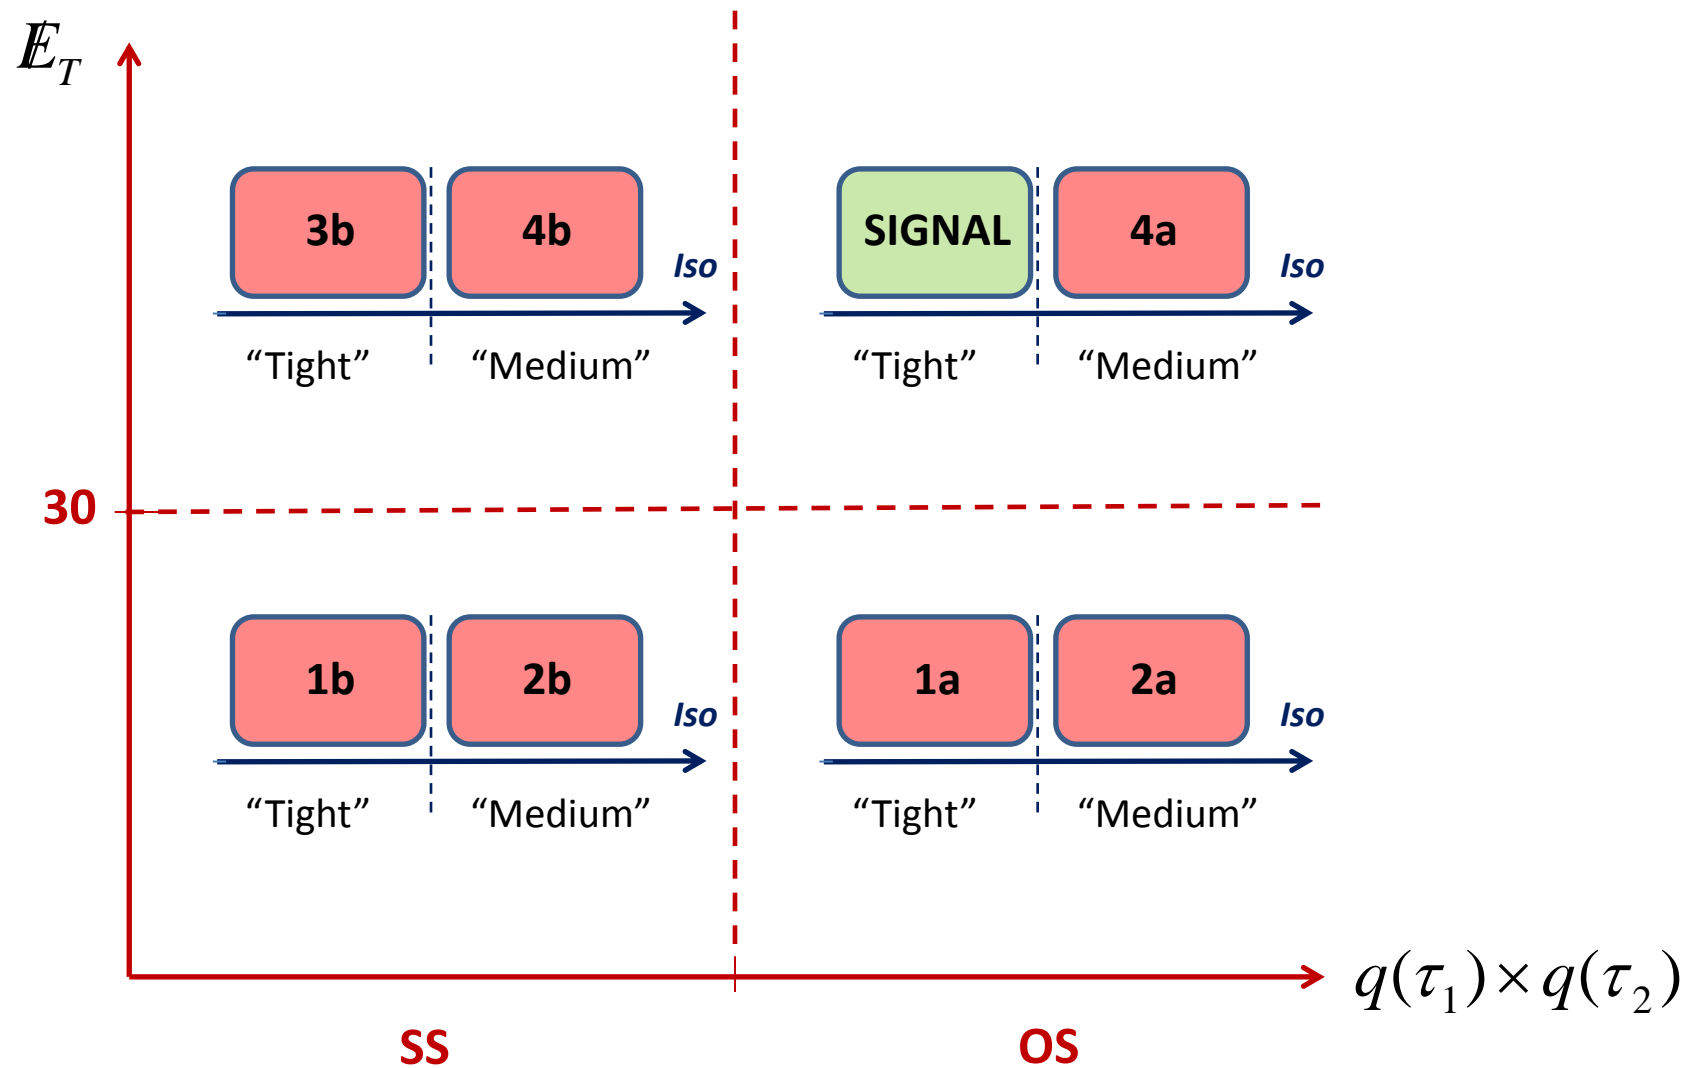 E̸_T
3b 4b SIGNAL 4a
Iso Iso
“Tight” “Medium” “Tight” “Medium”
30
1b 2b 1a 2a
Iso Iso
“Tight” “Medium” “Tight” “Medium”
q(τ₁)×q(τ₂)
SS OS